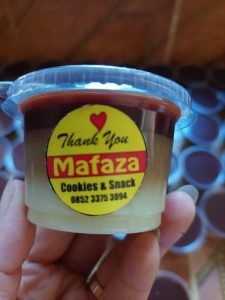 Thank You
Mafaza
Cookies & Snack
0852 3375 3094